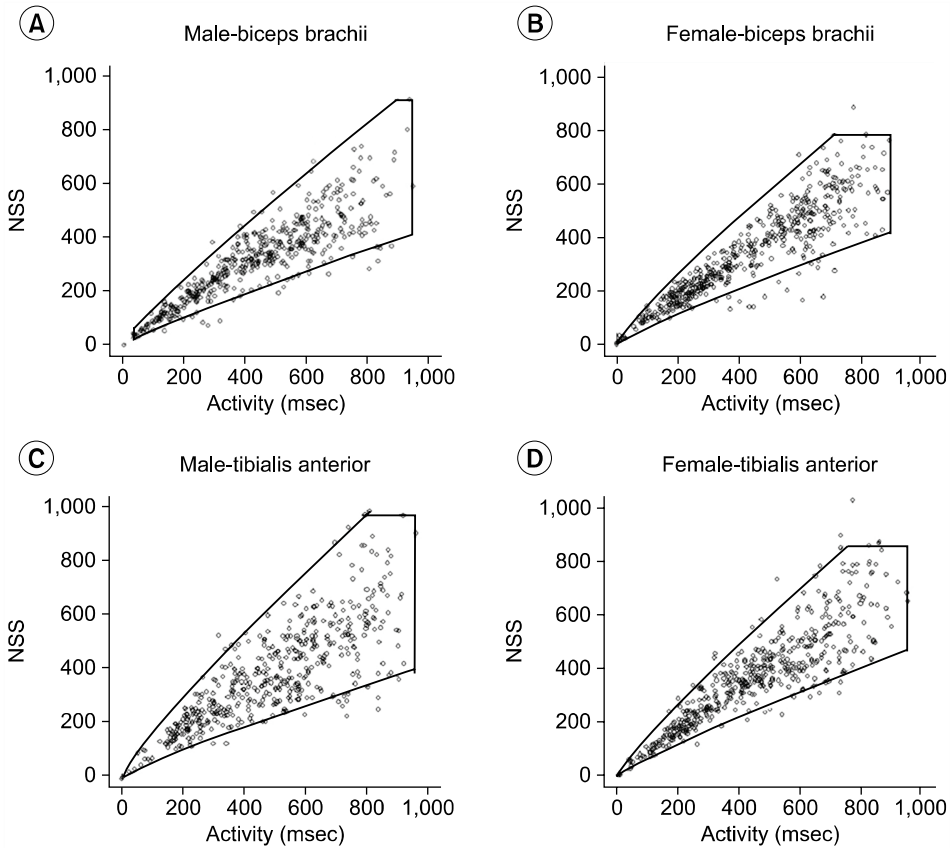 A
Male-biceps brachii
1,000
800
600
400
200
0
NSS
0 200 400 600 800 1,000
Activity (msec)
B
Female-biceps brachii
1,000
800
600
400
200
0
NSS
0 200 400 600 800 1,000
Activity (msec)
C
Male-tibialis anterior
1,000
800
600
400
200
0
NSS
0 200 400 600 800 1,000
Activity (msec)
D
Female-tibialis anterior
1,000
800
600
400
200
0
NSS
0 200 400 600 800 1,000
Activity (msec)